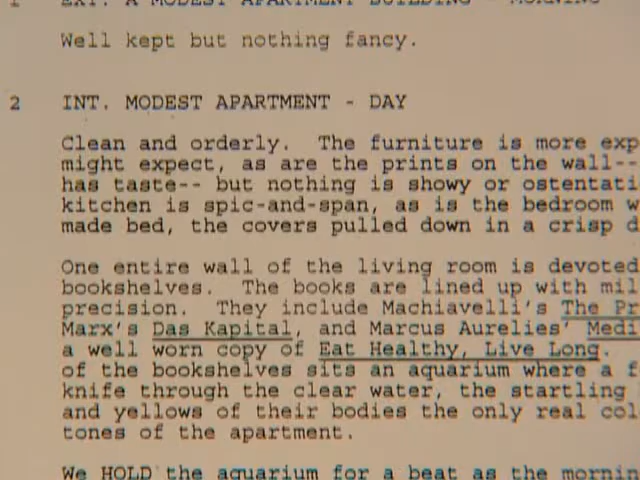 1 EXT. A MODEST APARTMENT BUILDING - MORNING
Well kept but nothing fancy.
2 INT. MODEST APARTMENT - DAY
Clean and orderly. The furniture is more exp
might expect, as are the prints on the wall--
has taste-- but nothing is showy or ostentati
kitchen is spic-and-span, as is the bedroom w
made bed, the covers pulled down in a crisp d
One entire wall of the living room is devoted
bookshelves. The books are lined up with mil
precision. They include Machiavelli's The Pr
Marx's Das Kapital, and Marcus Aurelies' Medi
a well worn copy of Eat Healthy, Live Long.
of the bookshelves sits an aquarium where a f
knife through the clear water, the startling
and yellows of their bodies the only real col
tones of the apartment.
We HOLD the aquarium for a beat as the mornin